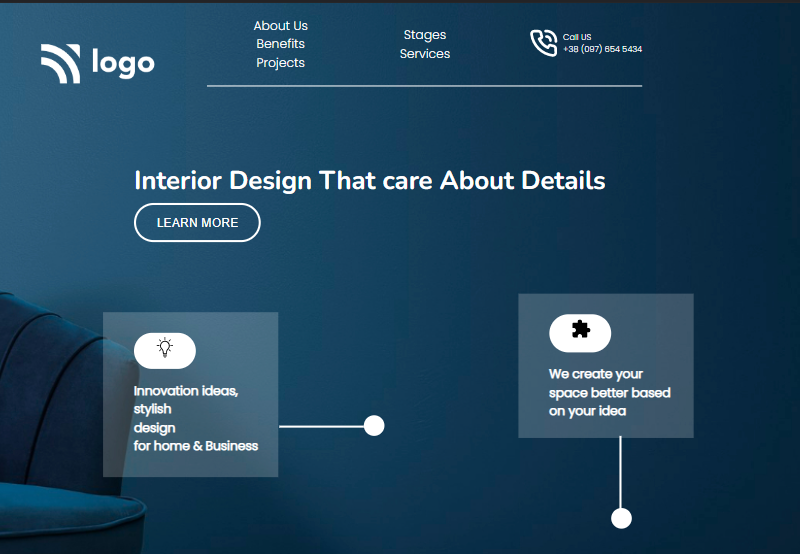 logo
About Us
Benefits
Projects
Stages
Services
Call US
+38 (097) 654 5434
Interior Design That care About Details
LEARN MORE
Innovation ideas,
stylish
design
for home & Business
We create your
space better based
on your idea